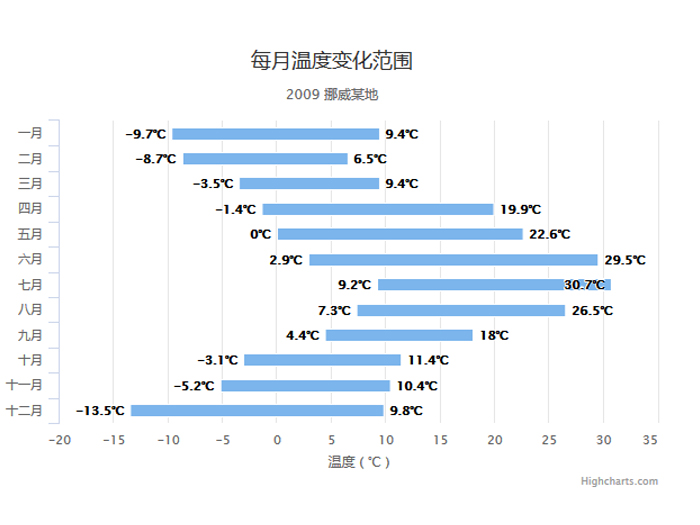 每月温度变化范围
2009 挪威某地
一月 -9.7℃ 9.4℃
二月 -8.7℃ 6.5℃
三月 -3.5℃ 9.4℃
四月 -1.4℃ 19.9℃
五月 0℃ 22.6℃
六月 2.9℃ 29.5℃
七月 9.2℃ 30.7℃
八月 7.3℃ 26.5℃
九月 4.4℃ 18℃
十月 -3.1℃ 11.4℃
十一月 -5.2℃ 10.4℃
十二月 -13.5℃ 9.8℃
-20 -15 -10 -5 0 5 10 15 20 25 30 35
温度 ( ℃ )
Highcharts.com